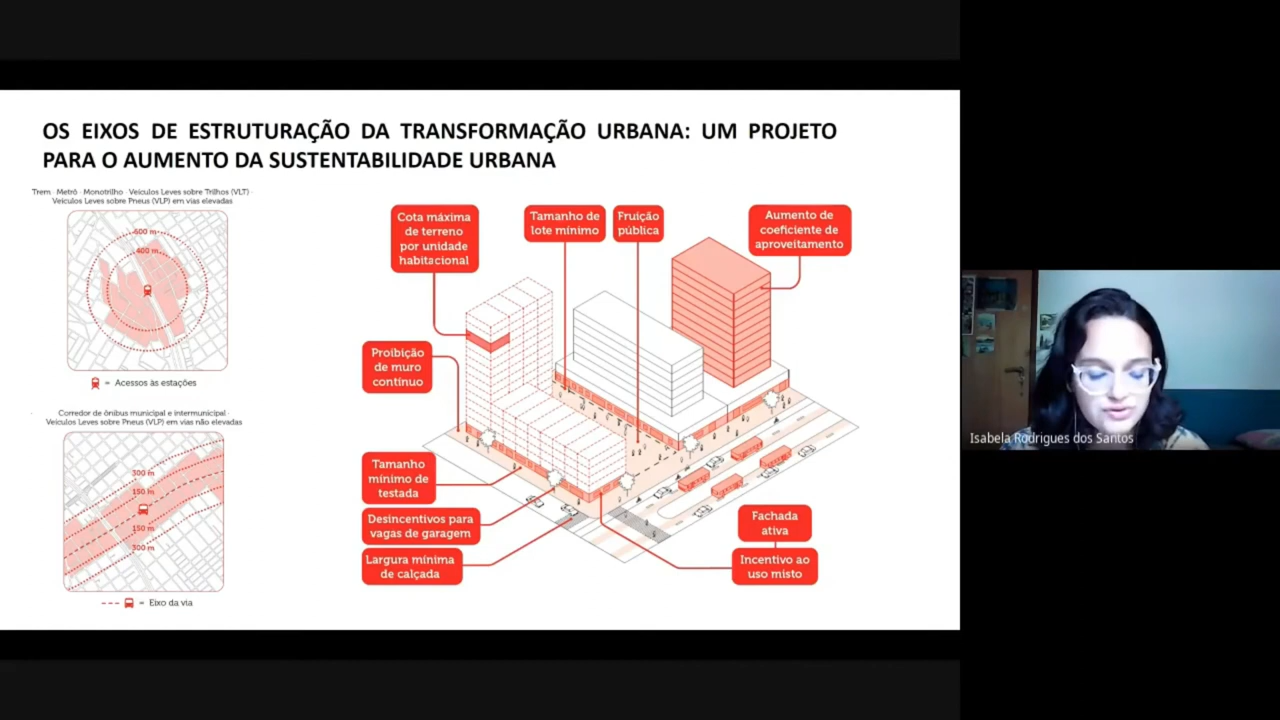 OS EIXOS DE ESTRUTURAÇÃO DA TRANSFORMAÇÃO URBANA: UM PROJETO
PARA O AUMENTO DA SUSTENTABILIDADE URBANA
Trem · Metrô · Monotrilho · Veículos Leves sobre Trilhos (VLT) ·
Veículos Leves sobre Pneus (VLP) em vias elevadas
600 m
400 m
= Acessos às estações
Corredor de ônibus municipal e intermunicipal ·
Veículos Leves sobre Pneus (VLP) em vias não elevadas
300 m
150 m
150 m
300 m
= Eixo da via
Cota máxima
de terreno
por unidade
habitacional
Tamanho de
lote mínimo
Fruição
pública
Aumento de
coeficiente de
aproveitamento
Proibição
de muro
contínuo
Tamanho
mínimo de
testada
Desincentivos para
vagas de garagem
Largura mínima
de calçada
Fachada
ativa
Incentivo ao
uso misto
Isabela Rodrigues dos Santos